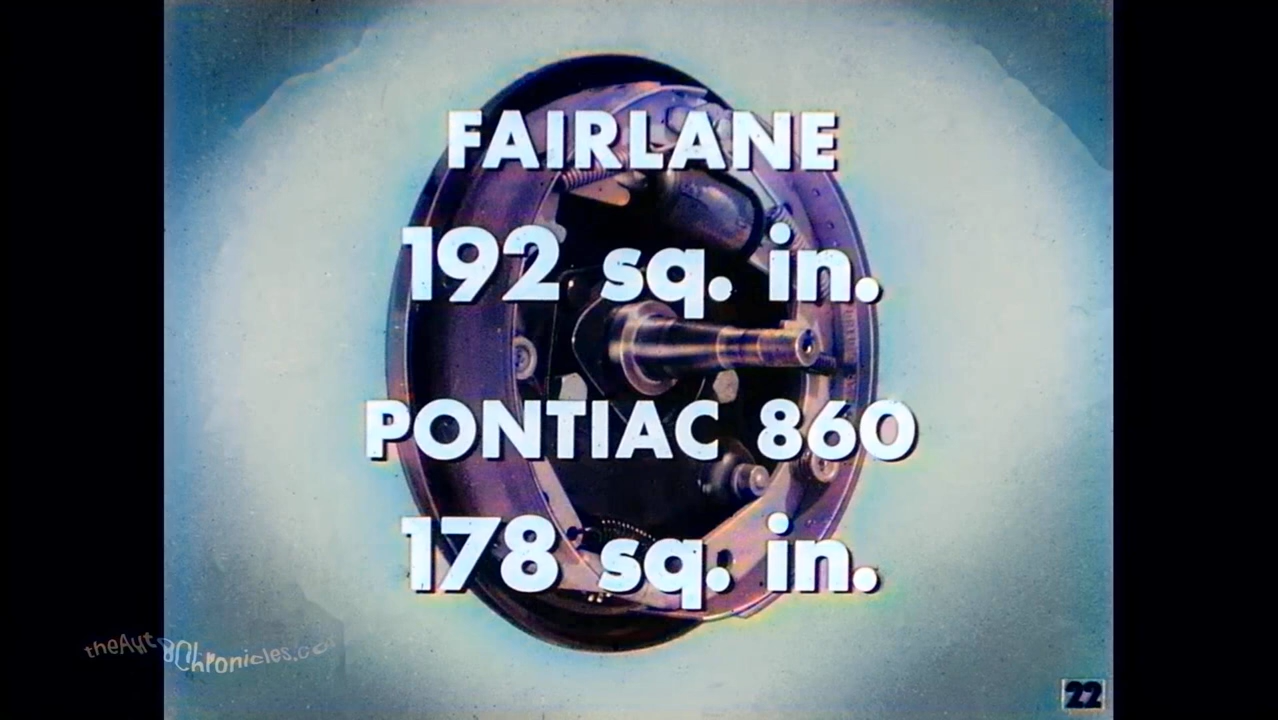 FAIRLANE
192 sq. in.
PONTIAC 860
178 sq. in.
22